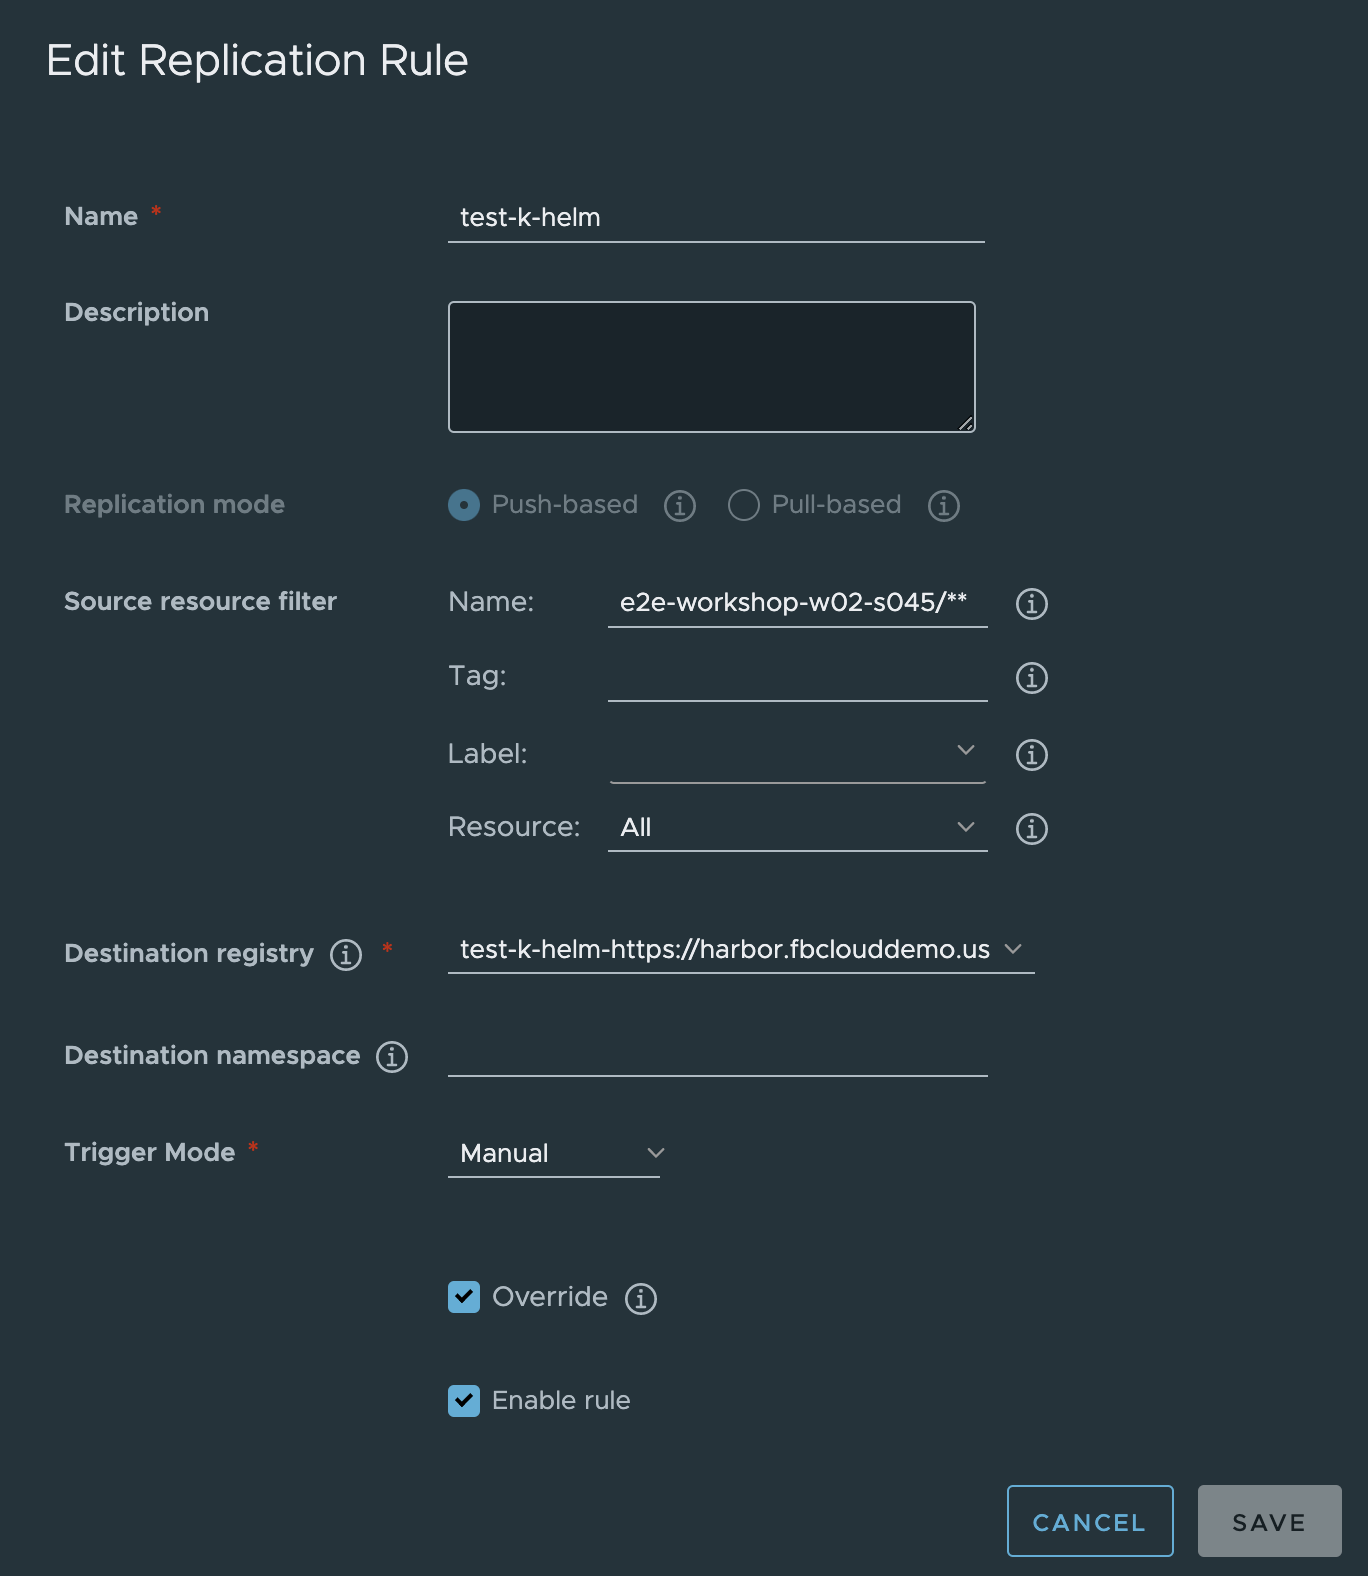 Edit Replication Rule
Name *
test-k-helm
Description
Replication mode
Push-based
Pull-based
Source resource filter
Name:
e2e-workshop-w02-s045/**
Tag:
Label:
Resource:
All
Destination registry *
test-k-helm-https://harbor.fbclouddemo.us
Destination namespace
Trigger Mode *
Manual
Override
Enable rule
CANCEL
SAVE